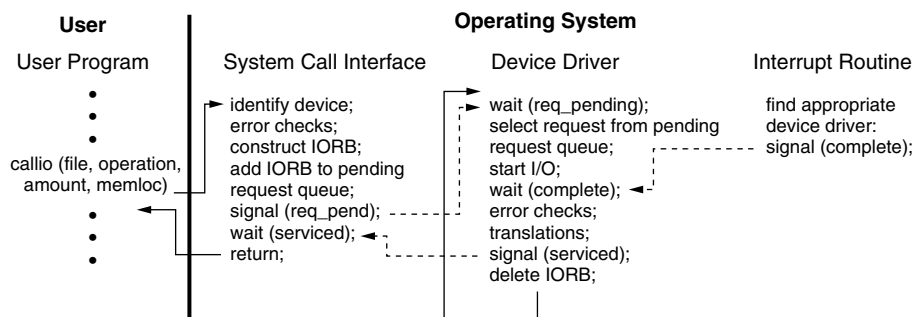 User
Operating System
User Program
System Call Interface
Device Driver
Interrupt Routine
callio (file, operation,
amount, memloc)
identify device;
error checks;
construct IORB;
add IORB to pending
request queue;
signal (req_pend);
wait (serviced);
return;
wait (req_pending);
select request from pending
request queue;
start I/O;
wait (complete);
error checks;
translations;
signal (serviced);
delete IORB;
find appropriate
device driver:
signal (complete);